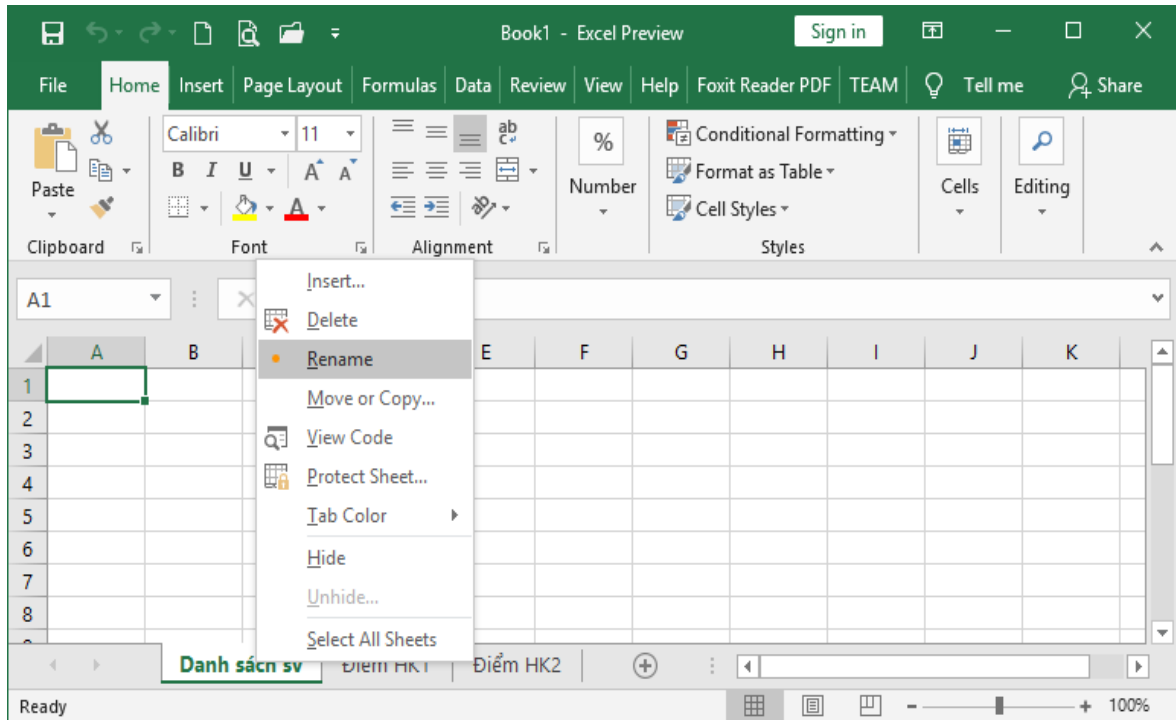 Book1 - Excel Preview Sign in
File Home Insert Page Layout Formulas Data Review View Help Foxit Reader PDF TEAM Tell me Share
Calibri 11 ab % Conditional Formatting
Paste B I U A A Number Format as Table Cells Editing
A Cell Styles
Clipboard Font Alignment Styles
A1
Insert...
Delete
Rename
Move or Copy...
View Code
Protect Sheet...
Tab Color
Hide
Unhide...
Select All Sheets
A B E F G H I J K
1
2
3
4
5
6
7
8
Danh sách sv Điểm HK1 Điểm HK2
Ready 100%